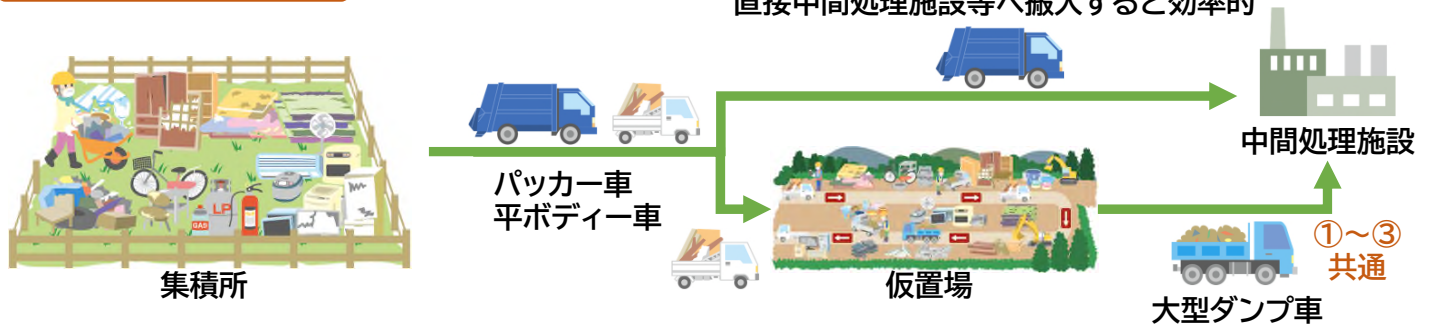 直接中間処理施設等へ搬入すると効率的
中間処理施設
パッカー車
平ボディー車
LP
GAS
①～③
共通
集積所
仮置場
大型ダンプ車